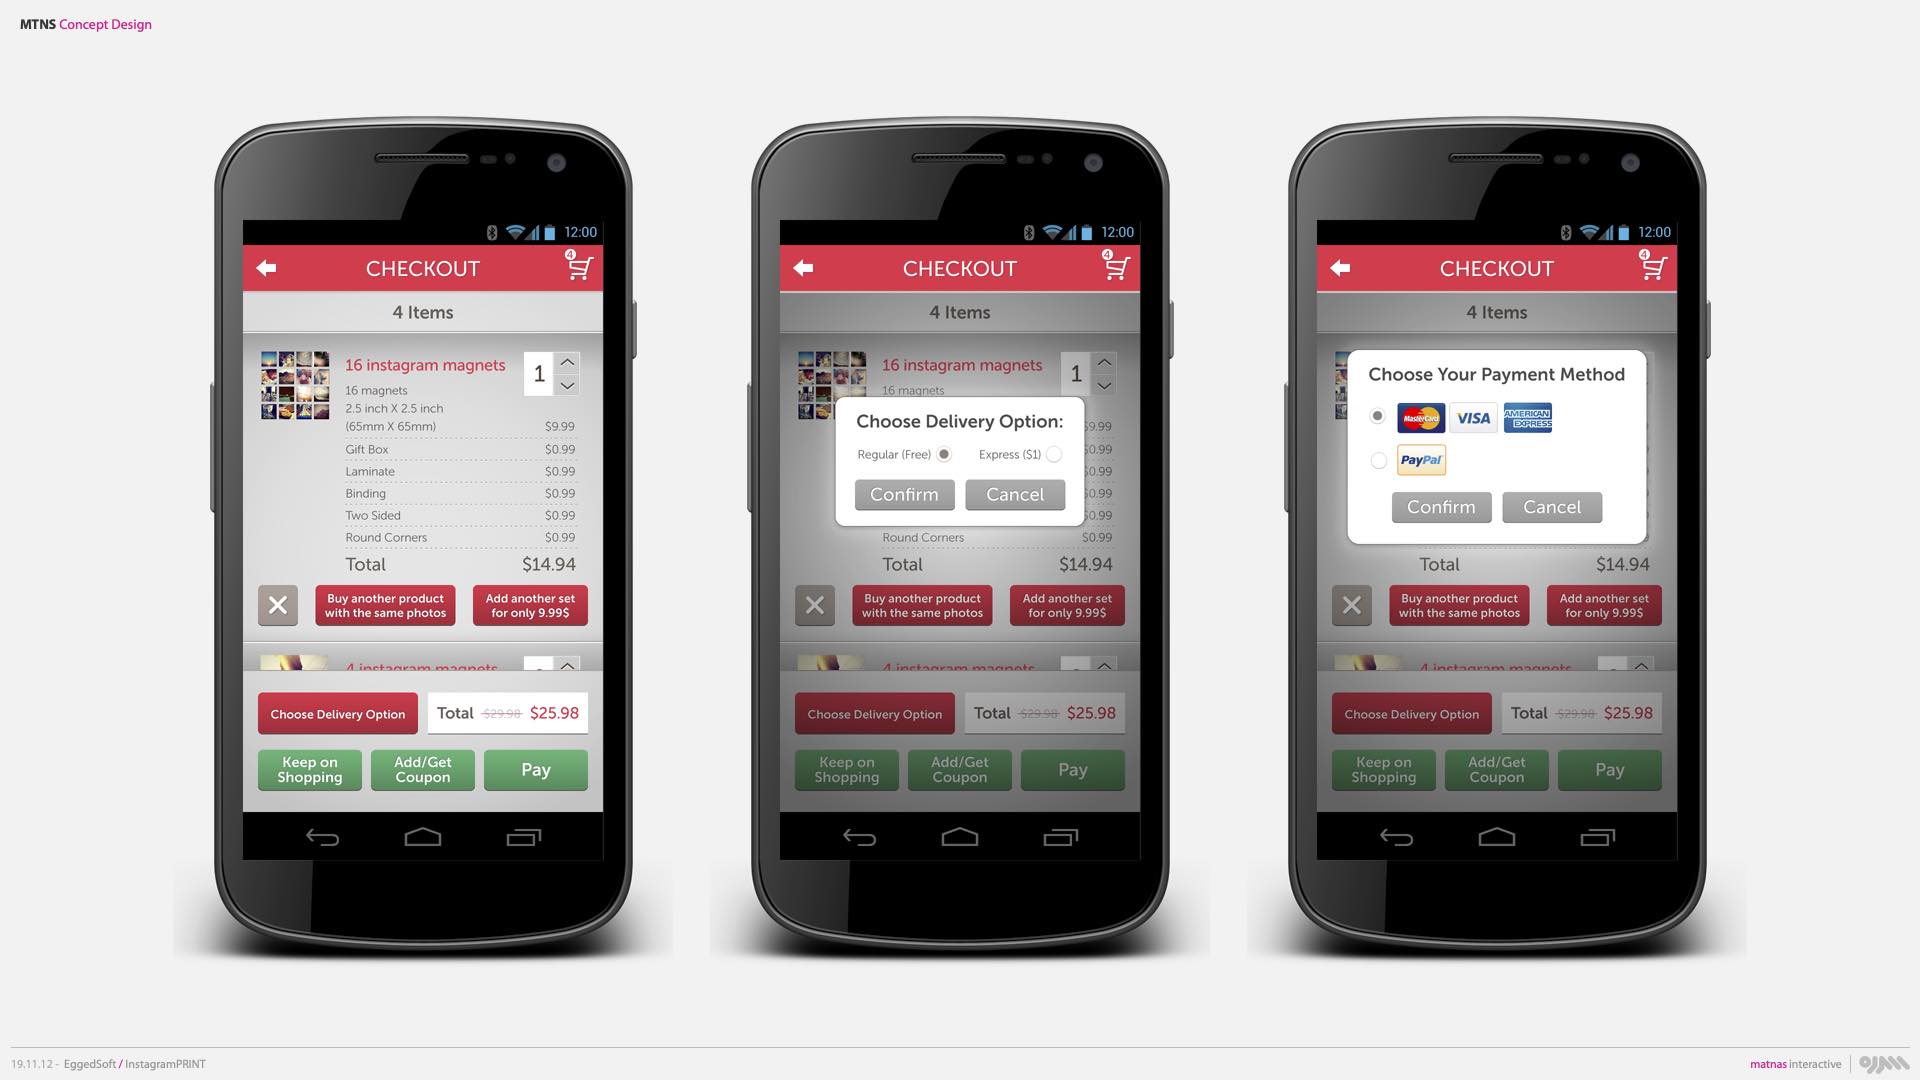 MTNS Concept Design
12:00
CHECKOUT
4
4 Items
16 instagram magnets
1
16 magnets
2.5 inch X 2.5 inch
(65mm X 65mm) $9.99
Gift Box $0.99
Laminate $0.99
Binding $0.99
Two Sided $0.99
Round Corners $0.99
Total $14.94
Buy another product
with the same photos
Add another set
for only 9.99$
4 instagram magnets
Choose Delivery Option
Total $29.98 $25.98
Keep on
Shopping
Add/Get
Coupon
Pay
12:00
CHECKOUT
4
4 Items
16 instagram magnets
1
16 magnets
$9.99
Choose Delivery Option:
Regular (Free) Express ($1)
Confirm Cancel
$0.99
$0.99
$0.99
$0.99
Round Corners $0.99
Total $14.94
Buy another product
with the same photos
Add another set
for only 9.99$
4 instagram magnets
Choose Delivery Option
Total $29.98 $25.98
Keep on
Shopping
Add/Get
Coupon
Pay
12:00
CHECKOUT
4
4 Items
Choose Your Payment Method
MasterCard VISA AMERICAN EXPRESS
PayPal
Confirm Cancel
Total $14.94
Buy another product
with the same photos
Add another set
for only 9.99$
4 instagram magnets
Choose Delivery Option
Total $29.98 $25.98
Keep on
Shopping
Add/Get
Coupon
Pay
19.11.12 - EggedSoft / InstagramPRINT
matnas interactive